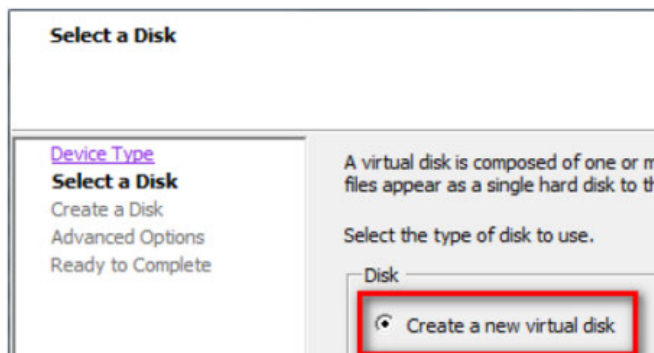 Select a Disk
Device Type
Select a Disk
Create a Disk
Advanced Options
Ready to Complete
A virtual disk is composed of one or
files appear as a single hard disk to
Select the type of disk to use.
Disk
Create a new virtual disk